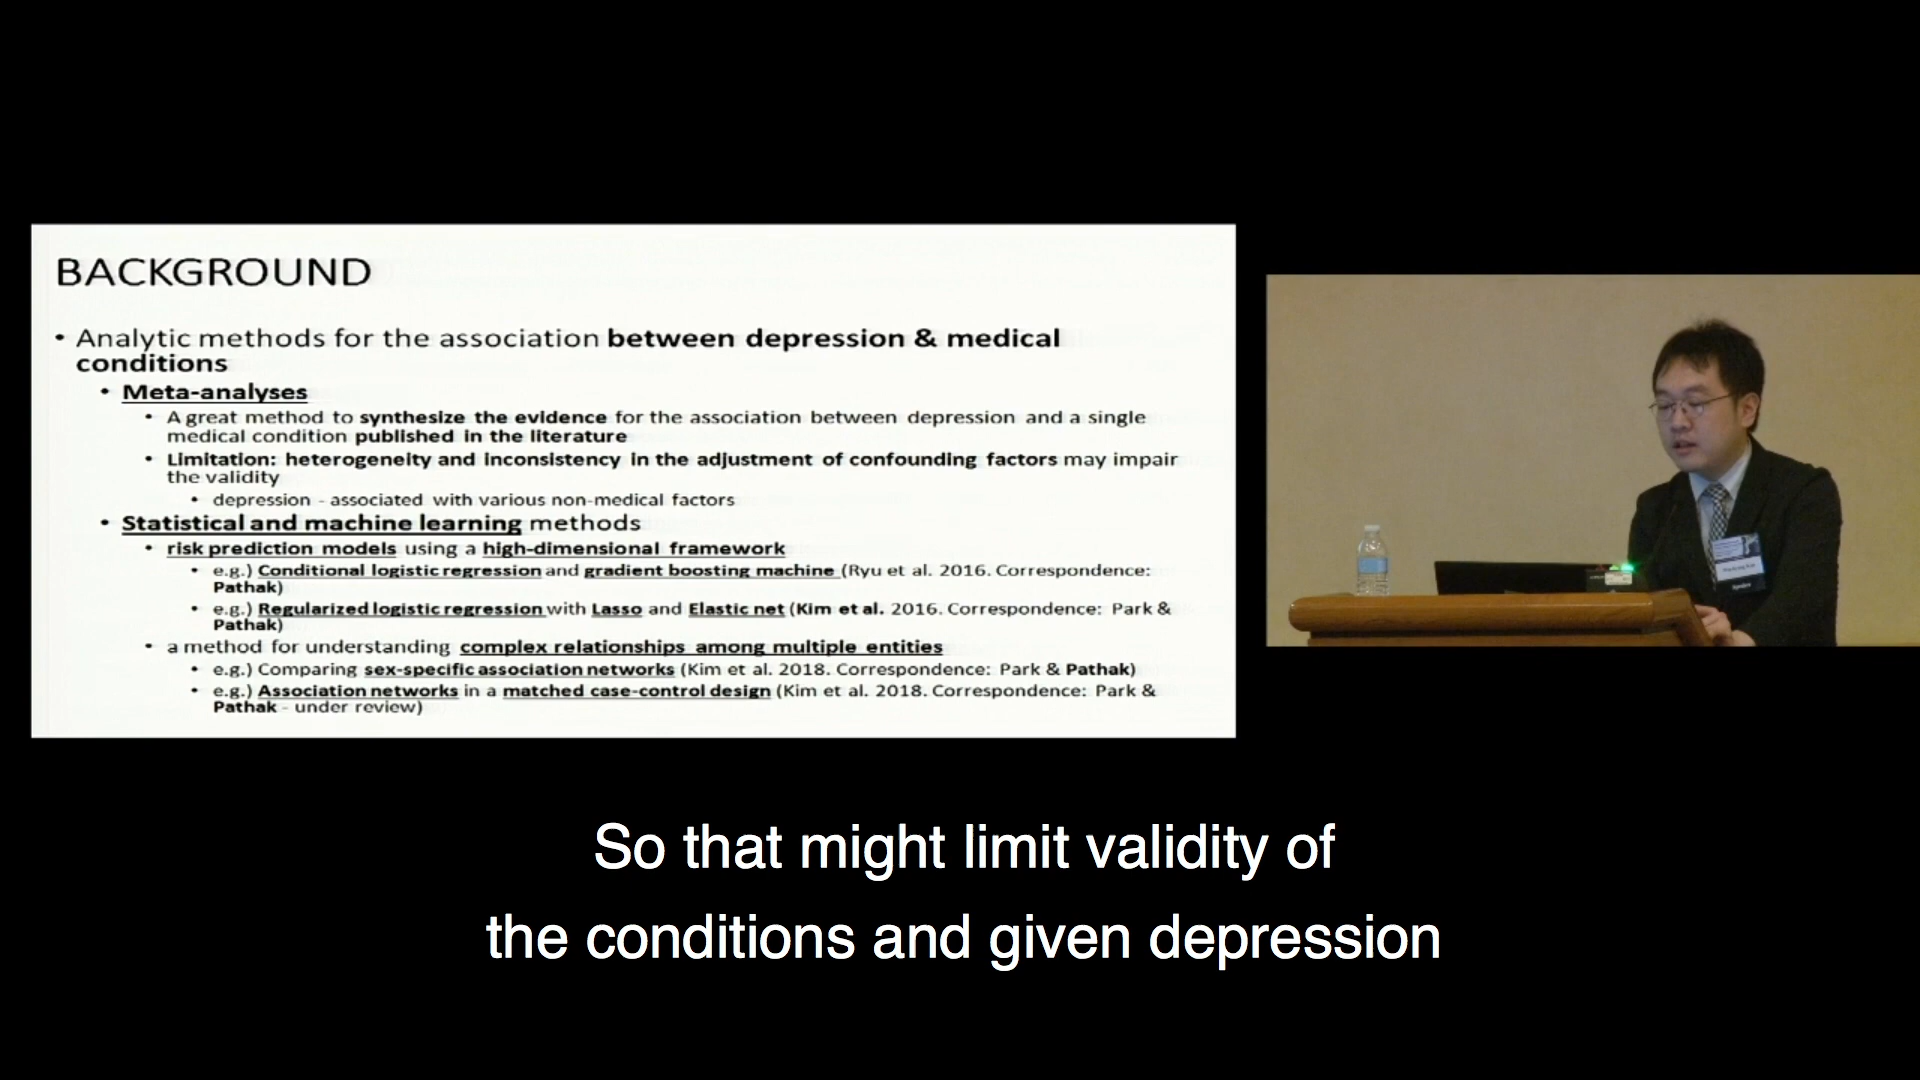 BACKGROUND
• Analytic methods for the association between depression & medical
conditions
• Meta-analyses
• A great method to synthesize the evidence for the association between depression and a single
medical condition published in the literature
• Limitation: heterogeneity and inconsistency in the adjustment of confounding factors may impair
the validity
• depression - associated with various non-medical factors
• Statistical and machine learning methods
• risk prediction models using a high-dimensional framework
• e.g.) Conditional logistic regression and gradient boosting machine (Ryu et al. 2016. Correspondence:
Pathak)
• e.g.) Regularized logistic regression with Lasso and Elastic net (Kim et al. 2016. Correspondence: Park &
Pathak)
• a method for understanding complex relationships among multiple entities
• e.g.) Comparing sex-specific association networks (Kim et al. 2018. Correspondence: Park & Pathak)
• e.g.) Association networks in a matched case-control design (Kim et al. 2018. Correspondence: Park &
Pathak - under review)
So that might limit validity of
the conditions and given depression